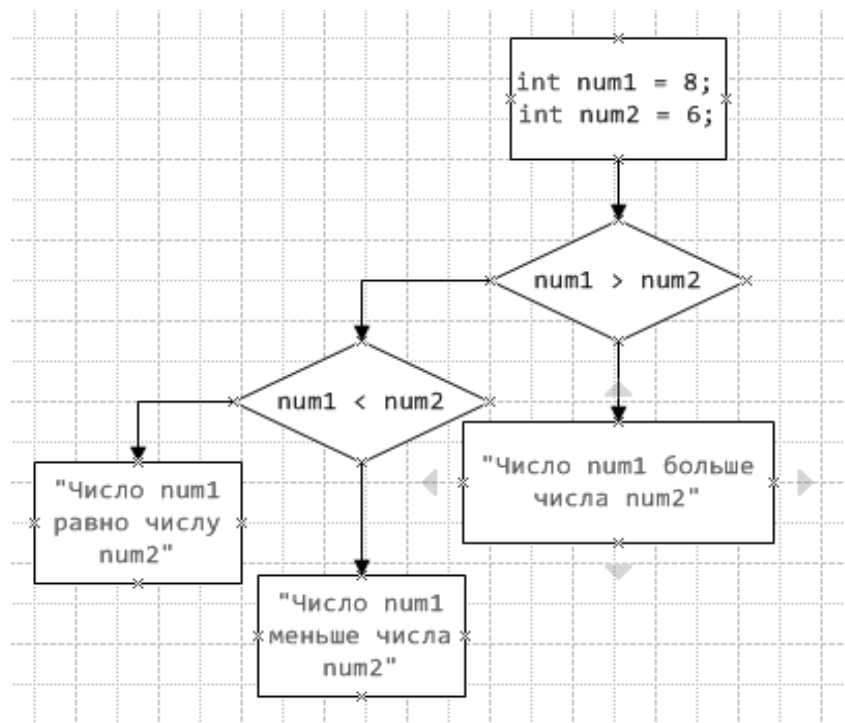 int num1 = 8;
int num2 = 6;
num1 > num2
num1 < num2
"Число num1 больше
числа num2"
"Число num1
равно числу
num2"
"Число num1
меньше числа
num2"